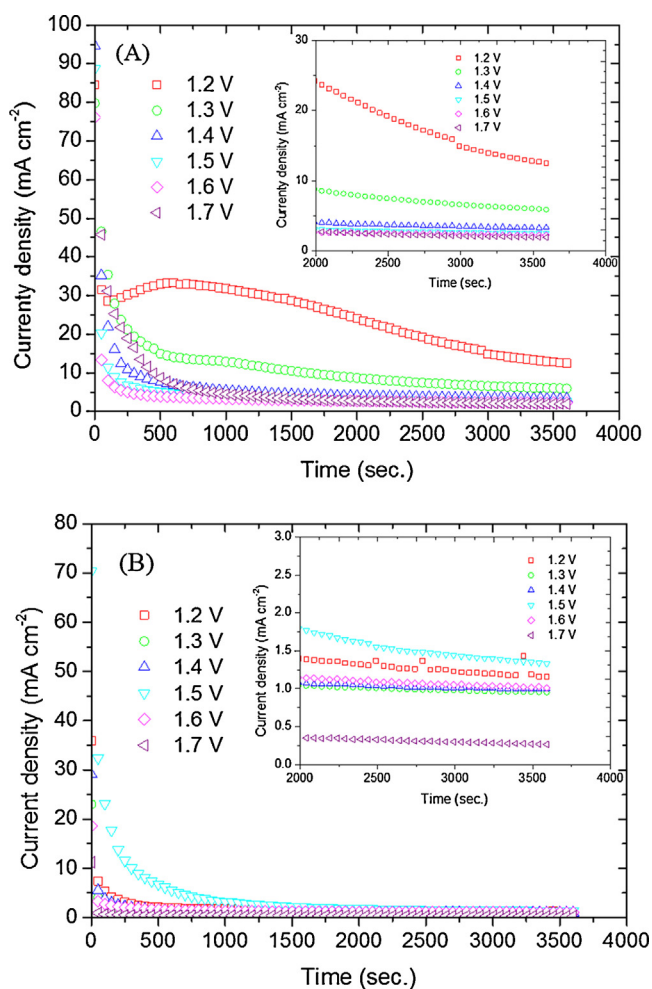 (A)
Currenty density (mA cm⁻²)
100
90
80
70
60
50
40
30
20
10
0
1.2 V
1.3 V
1.4 V
1.5 V
1.6 V
1.7 V
0 500 1000 1500 2000 2500 3000 3500 4000
Time (sec.)
Currenty density (mA cm⁻²)
30
20
10
0
1.2 V
1.3 V
1.4 V
1.5 V
1.6 V
1.7 V
2000 2500 3000 3500 4000
Time (sec.)
(B)
Current density (mA cm⁻²)
80
70
60
50
40
30
20
10
0
1.2 V
1.3 V
1.4 V
1.5 V
1.6 V
1.7 V
0 500 1000 1500 2000 2500 3000 3500 4000
Time (sec.)
Current density (mA cm⁻²)
3.0
2.5
2.0
1.5
1.0
0.5
0.0
1.2 V
1.3 V
1.4 V
1.5 V
1.6 V
1.7 V
2000 2500 3000 3500 4000
Time (sec.)